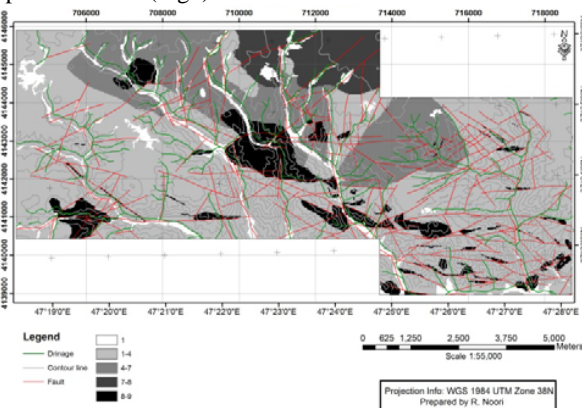 706000 708000 710000 712000 714000 716000 718000
4146000
4145000
4144000
4143000
4142000
4141000
4140000
4139000
47°19'0"E 47°20'0"E 47°21'0"E 47°22'0"E 47°23'0"E 47°24'0"E 47°25'0"E 47°26'0"E 47°27'0"E 47°28'0"E
Legend
Drinage
Contour line
Fault
1
1-4
4-7
7-8
8-9
0 625 1,250 2,500 3,750 5,000
Meters
Scale 1:55,000
Projection Info: WGS 1984 UTM Zone 38N
Prepared by R. Noori